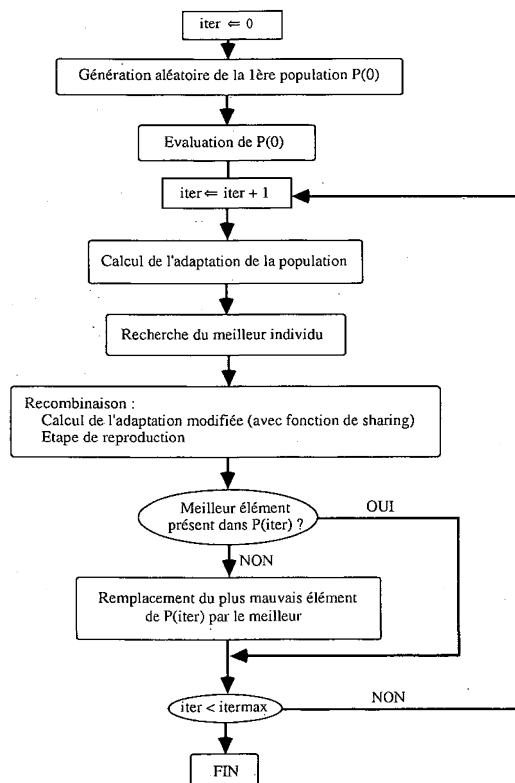 iter ⇐ 0
Génération aléatoire de la 1ère population P(0)
Evaluation de P(0)
iter ⇐ iter + 1
Calcul de l'adaptation de la population
Recherche du meilleur individu
Recombinaison :
Calcul de l'adaptation modifiée (avec fonction de sharing)
Etape de reproduction
Meilleur élément
présent dans P(iter) ?
OUI
NON
Remplacement du plus mauvais élément
de P(iter) par le meilleur
iter < itermax
NON
FIN